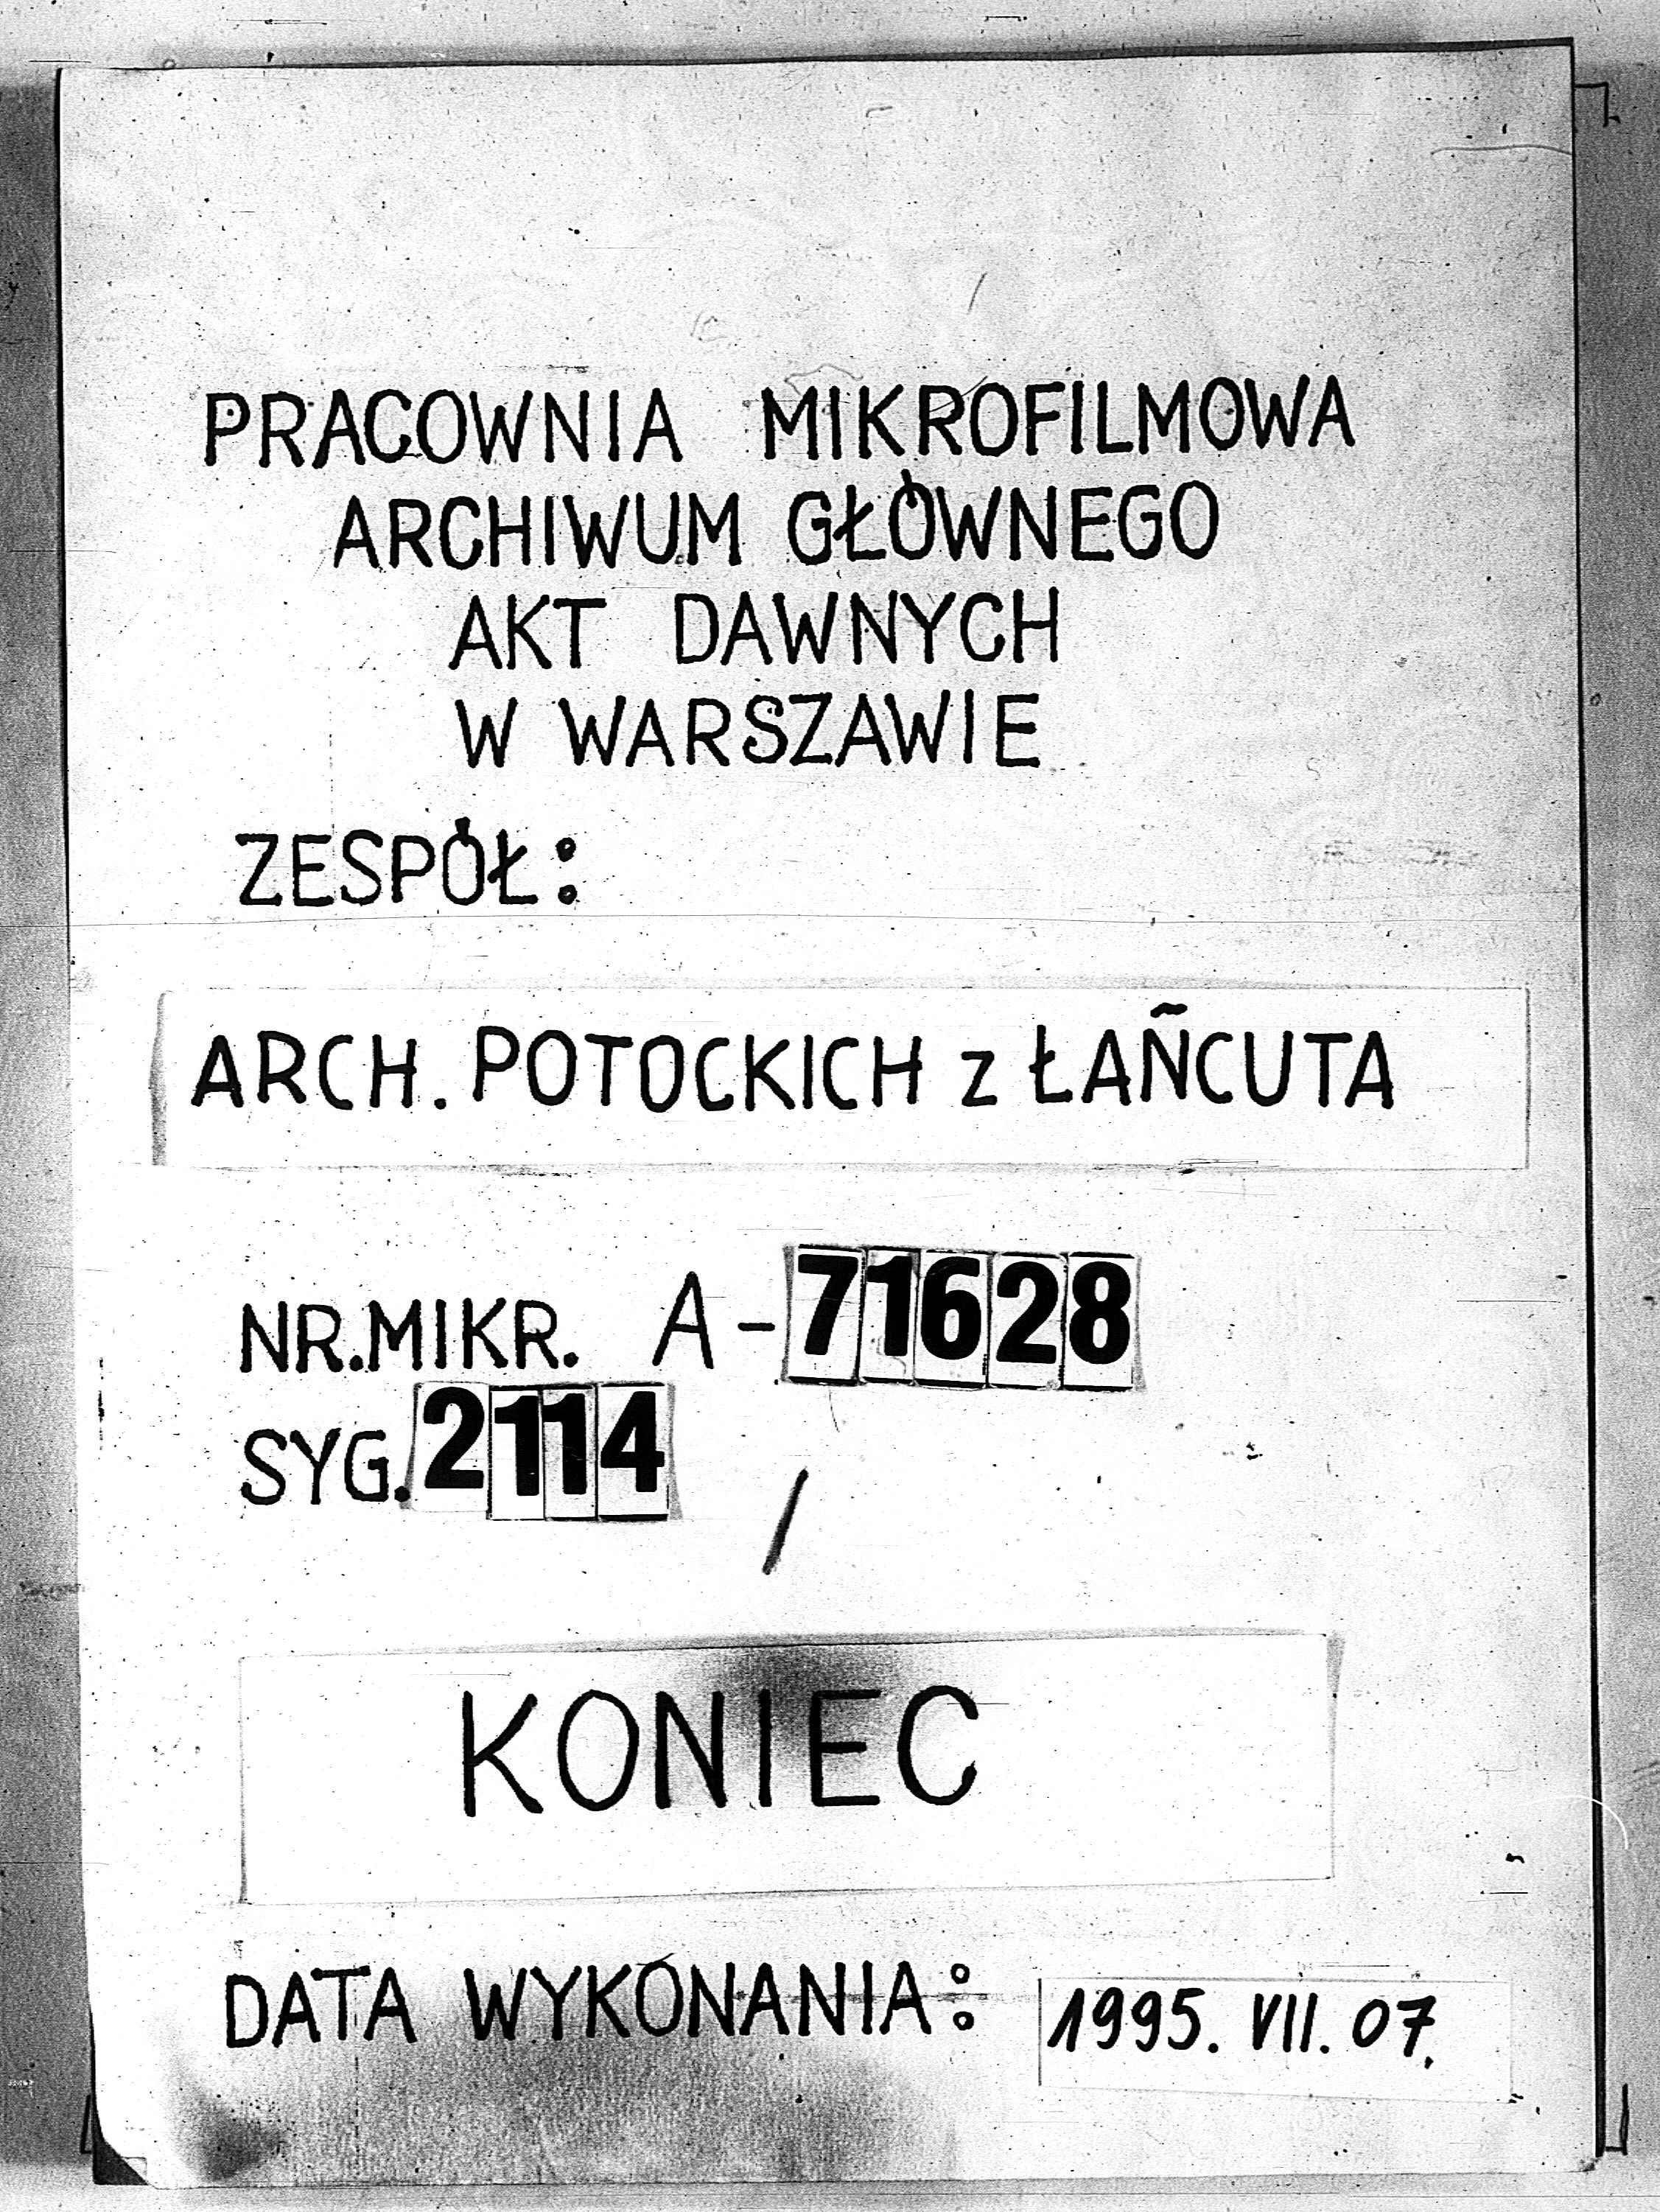 PRACOWNIA MIKROFILMOWA
ARCHIWUM GŁÓWNEGO
AKT DAWNYCH
W WARSZAWIE
ZESPÓŁ:
ARCH. POTOCKICH z ŁAŃCUTA
NR.MIKR. A-71628
SYG. 2114
/
KONIEC
DATA WYKONANIA: 1995. VII. 07.